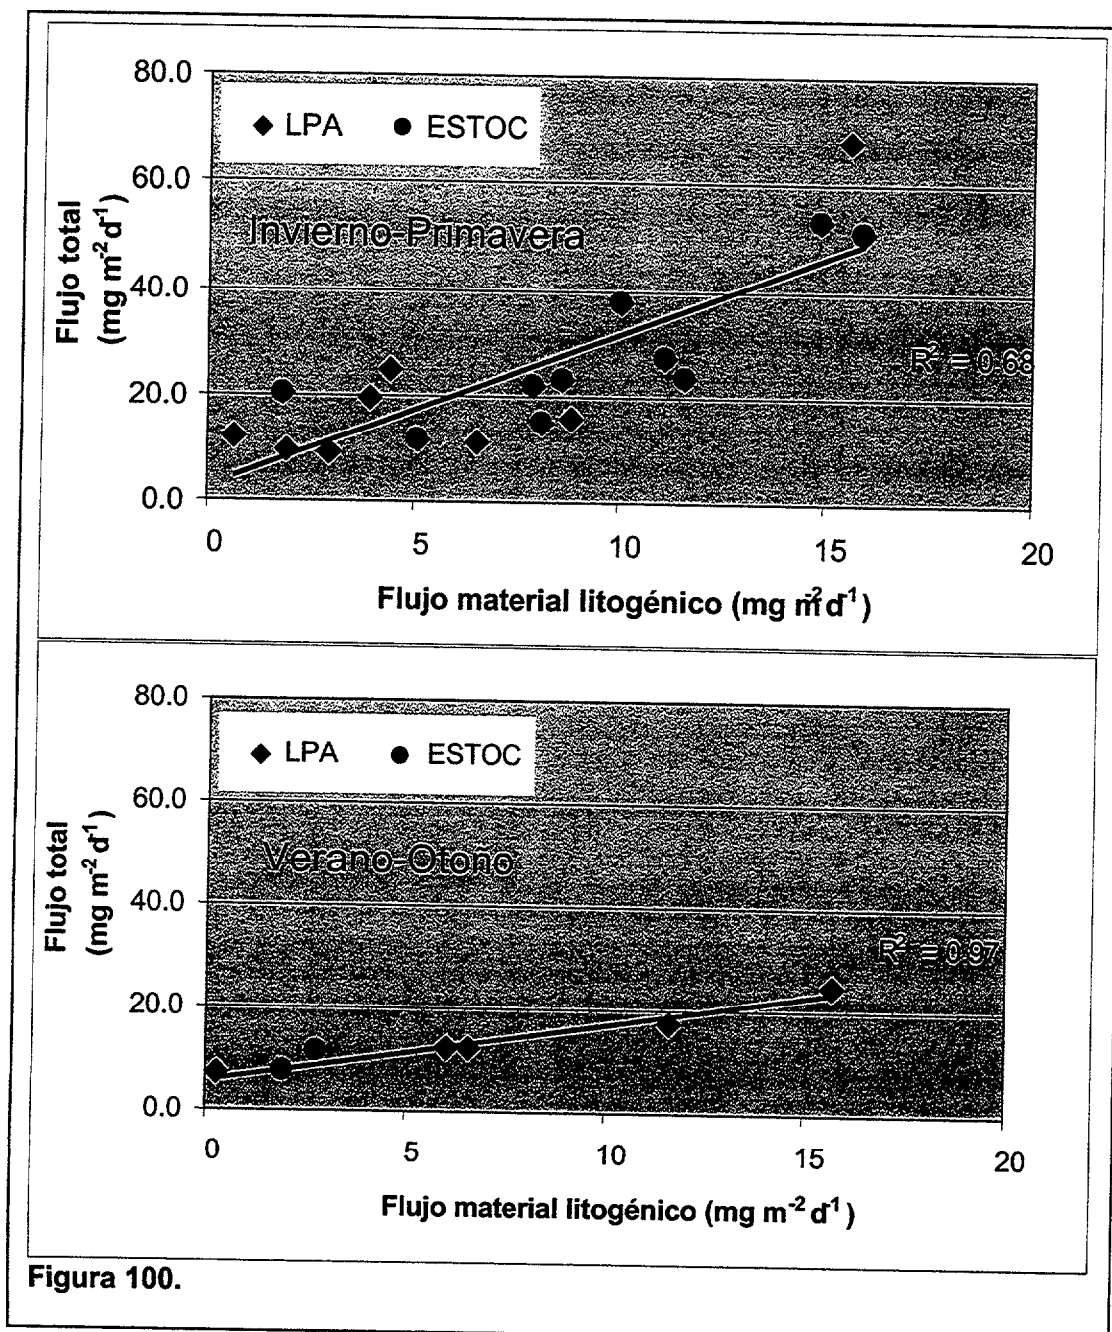 80.0
LPA ESTOC
60.0
Invierno-Primavera
Flujo total
(mg m⁻² d⁻¹)
40.0
R² = 0.68
20.0
0.0
0 5 10 15 20
Flujo material litogénico (mg m⁻² d⁻¹)
80.0
LPA ESTOC
60.0
Verano-Otoño
Flujo total
(mg m⁻² d⁻¹)
40.0
R² = 0.97
20.0
0.0
0 5 10 15 20
Flujo material litogénico (mg m⁻² d⁻¹)
Figura 100.